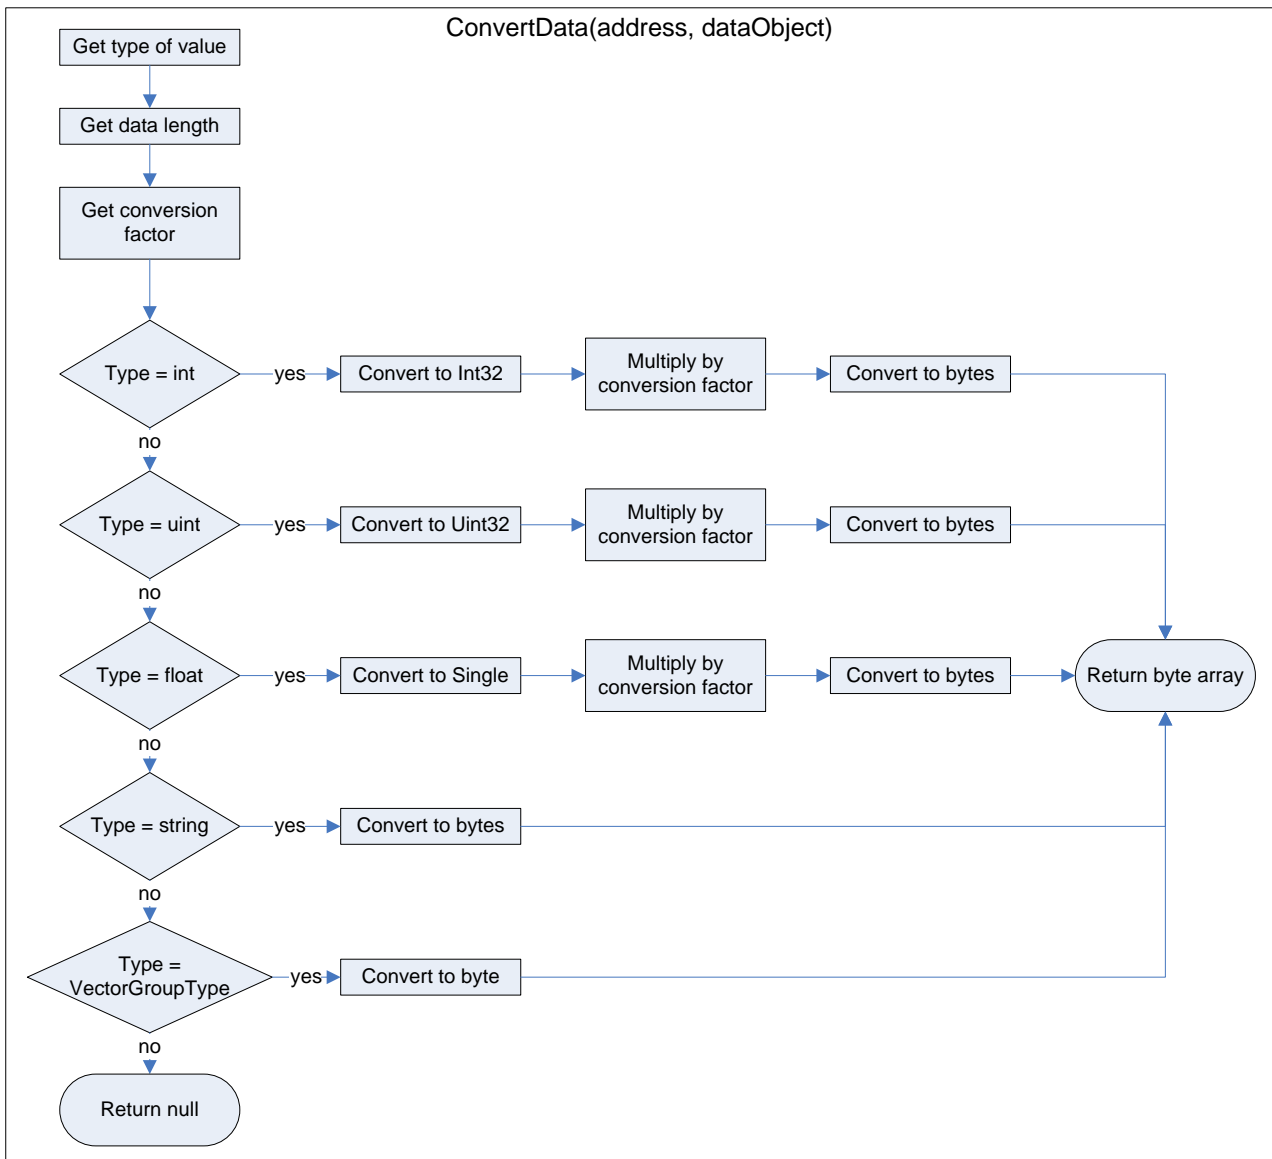 ConvertData(address, dataObject)
Get type of value
Get data length
Get conversion
factor
Type = int
yes
Convert to Int32
Multiply by
conversion factor
Convert to bytes
no
Type = uint
yes
Convert to Uint32
Multiply by
conversion factor
Convert to bytes
no
Type = float
yes
Convert to Single
Multiply by
conversion factor
Convert to bytes
Return byte array
no
Type = string
yes
Convert to bytes
no
Type =
VectorGroupType
yes
Convert to byte
no
Return null